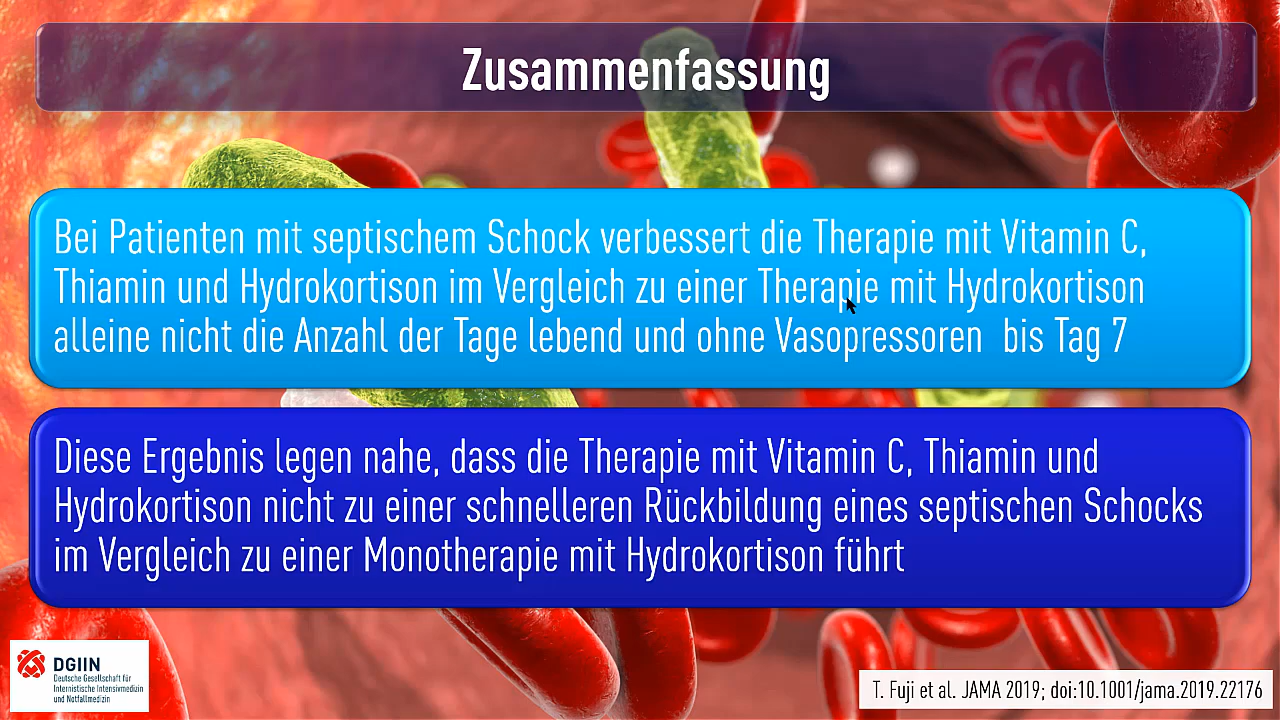 Zusammenfassung
Bei Patienten mit septischem Schock verbessert die Therapie mit Vitamin C,
Thiamin und Hydrokortison im Vergleich zu einer Therapie mit Hydrokortison
alleine nicht die Anzahl der Tage lebend und ohne Vasopressoren  bis Tag 7
Diese Ergebnis legen nahe, dass die Therapie mit Vitamin C, Thiamin und
Hydrokortison nicht zu einer schnelleren Rückbildung eines septischen Schocks
im Vergleich zu einer Monotherapie mit Hydrokortison führt
DGIIN
Deutsche Gesellschaft für
Internistische Intensivmedizin
und Notfallmedizin
T. Fuji et al. JAMA 2019; doi:10.1001/jama.2019.22176